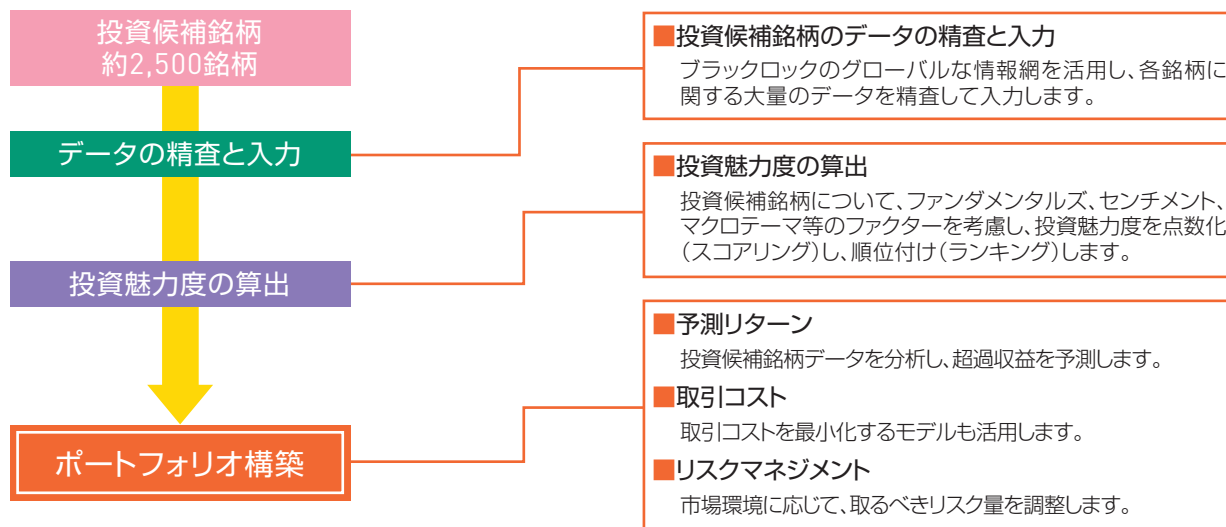 投資候補銘柄
約2,500銘柄
データの精査と入力
投資魅力度の算出
ポートフォリオ構築
■投資候補銘柄のデータの精査と入力
ブラックロックのグローバルな情報網を活用し、各銘柄に
関する大量のデータを精査して入力します。
■投資魅力度の算出
投資候補銘柄について、ファンダメンタルズ、センチメント、
マクロテーマ等のファクターを考慮し、投資魅力度を点数化
(スコアリング)し、順位付け(ランキング)します。
■予測リターン
投資候補銘柄データを分析し、超過収益を予測します。
■取引コスト
取引コストを最小化するモデルも活用します。
■リスクマネジメント
市場環境に応じて、取るべきリスク量を調整します。